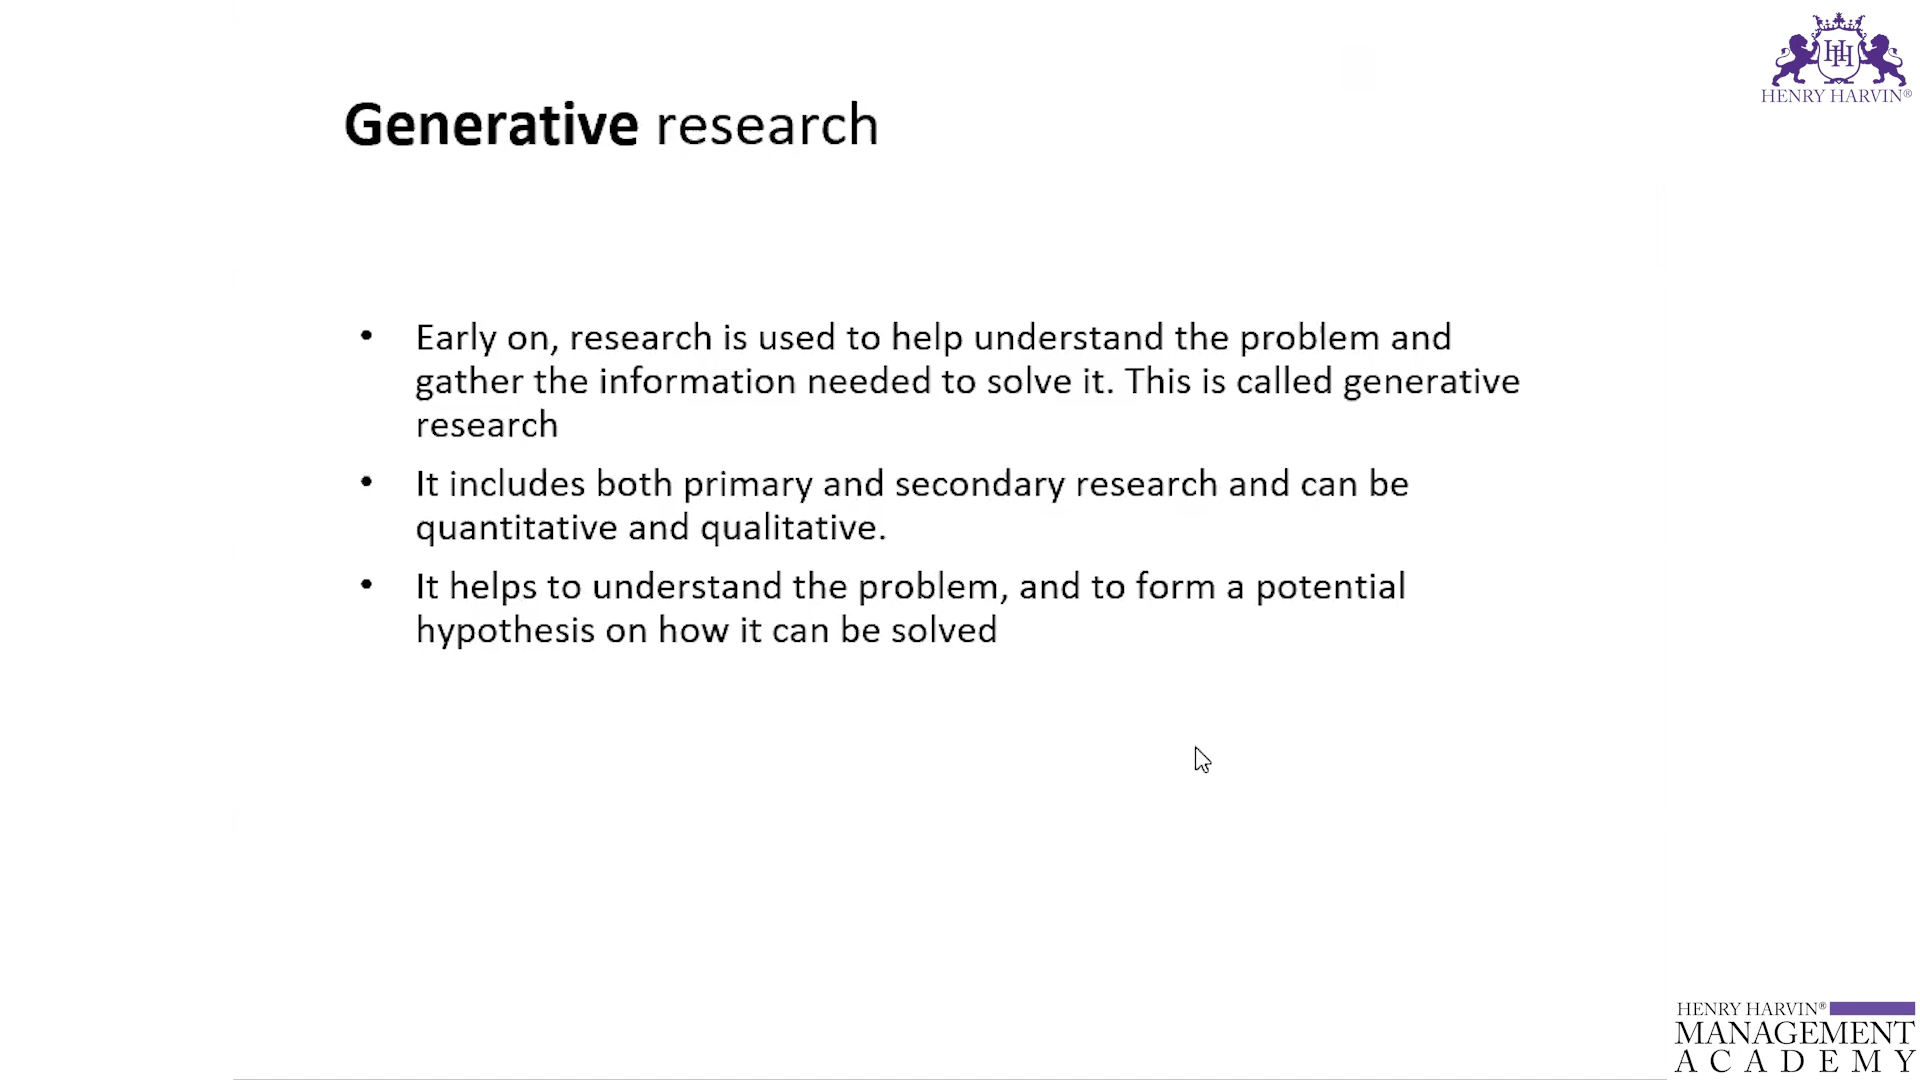 HENRY HARVIN®
Generative research
• Early on, research is used to help understand the problem and
gather the information needed to solve it. This is called generative
research
• It includes both primary and secondary research and can be
quantitative and qualitative.
• It helps to understand the problem, and to form a potential
hypothesis on how it can be solved
HENRY HARVIN®
MANAGEMENT
ACADEMY